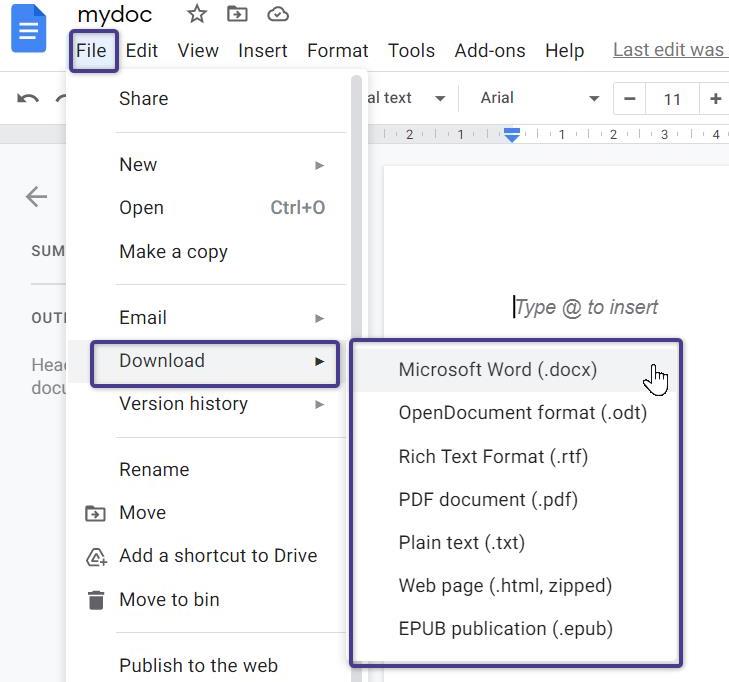 mydoc
File Edit View Insert Format Tools Add-ons Help Last edit was
al text Arial 11
2 1 1 2 3 4
Share
New
Open Ctrl+O
Make a copy
SUM
OUT
Head
docu
Type @ to insert
Email
Download
Version history
Microsoft Word (.docx)
OpenDocument format (.odt)
Rich Text Format (.rtf)
PDF document (.pdf)
Plain text (.txt)
Web page (.html, zipped)
EPUB publication (.epub)
Rename
Move
Add a shortcut to Drive
Move to bin
Publish to the web